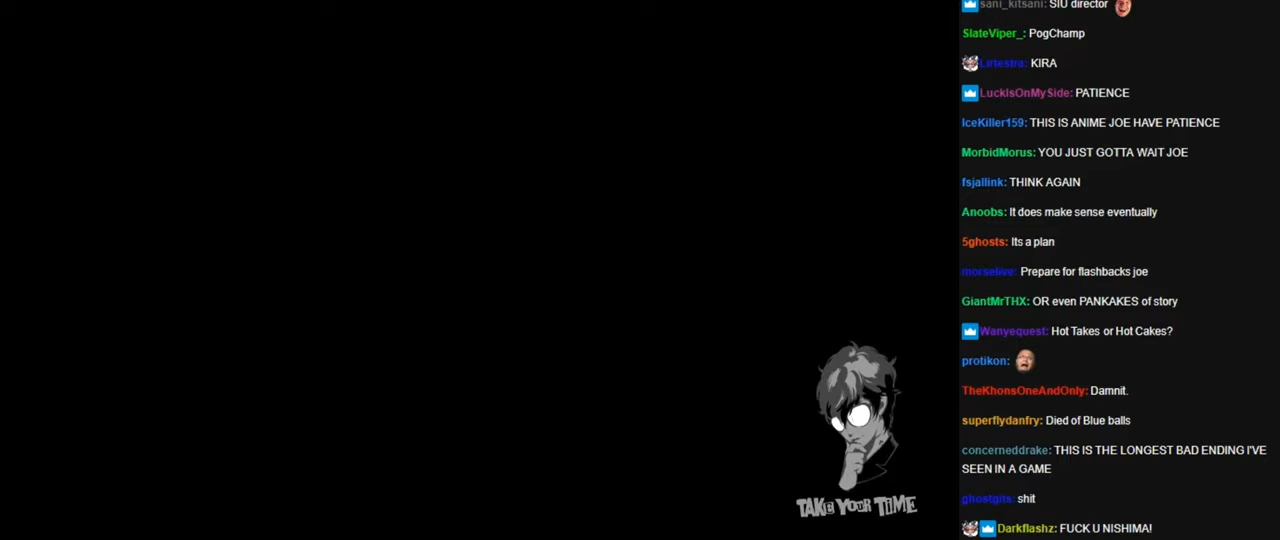 sani_kitsani: SIU director
SlateViper_: PogChamp
Lirtestra: KIRA
LuckIsOnMySide: PATIENCE
IceKiller159: THIS IS ANIME JOE HAVE PATIENCE
MorbidMorus: YOU JUST GOTTA WAIT JOE
fsjallink: THINK AGAIN
Anoobs: It does make sense eventually
5ghosts: Its a plan
morselive: Prepare for flashbacks joe
GiantMrTHX: OR even PANKAKES of story
Wanyequest: Hot Takes or Hot Cakes?
protikon:
TheKhonsOneAndOnly: Damnit.
superflydanfry: Died of Blue balls
concerneddrake: THIS IS THE LONGEST BAD ENDING I'VE
SEEN IN A GAME
ghostgits: shit
Darkflashz: FUCK U NISHIMA!
TAKE YOUR TIME